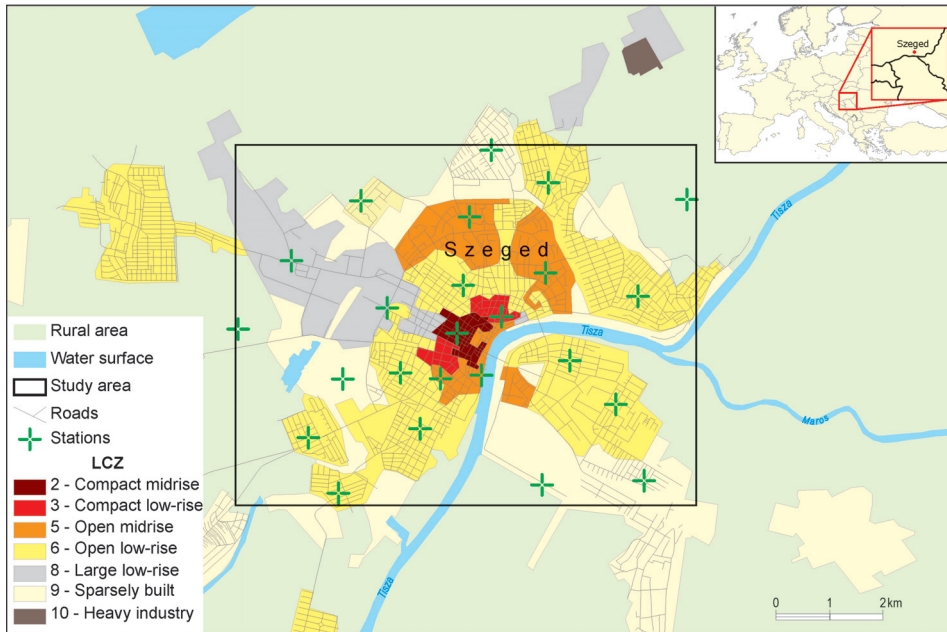 Szeged
Tisza
Szeged
Tisza
Maros
Tisza
Rural area
Water surface
Study area
Roads
Stations
LCZ
2 - Compact midrise
3 - Compact low-rise
5 - Open midrise
6 - Open low-rise
8 - Large low-rise
9 - Sparsely built
10 - Heavy industry
0 1 2 km